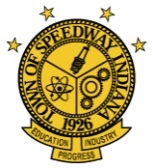 TOWN OF SPEEDWAY, INDIANA
1926
EDUCATION
INDUSTRY
PROGRESS